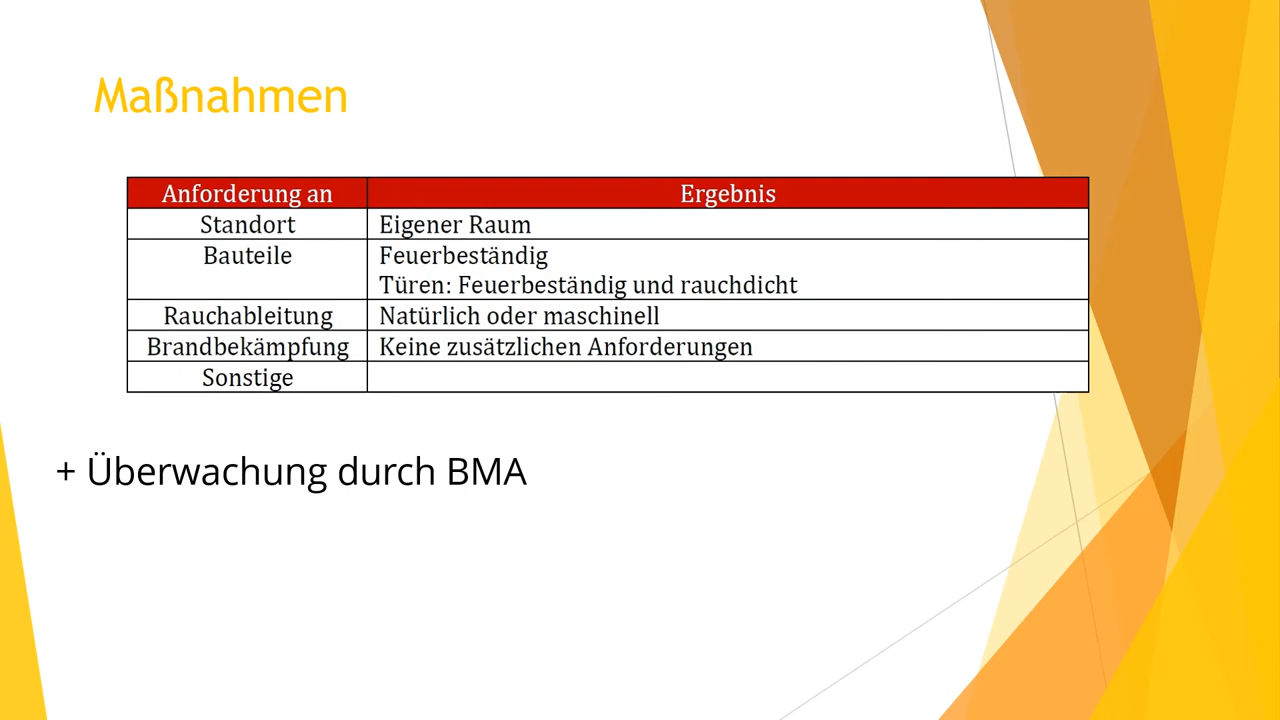 Maßnahmen
Anforderung an Ergebnis
Standort Eigener Raum
Bauteile Feuerbeständig
Türen: Feuerbeständig und rauchdicht
Rauchableitung Natürlich oder maschinell
Brandbekämpfung Keine zusätzlichen Anforderungen
Sonstige
+ Überwachung durch BMA